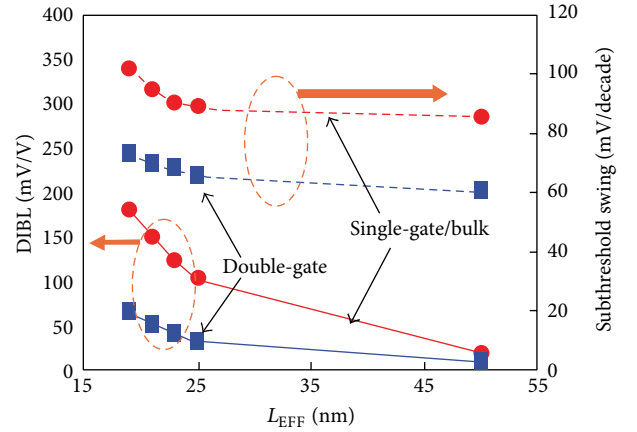 400
350
300
250
200
150
100
50
0
DIBL (mV/V)
120
100
80
60
40
20
0
Subthreshold swing (mV/decade)
Single-gate/bulk
Double-gate
15 25 35 45 55
L_EFF (nm)